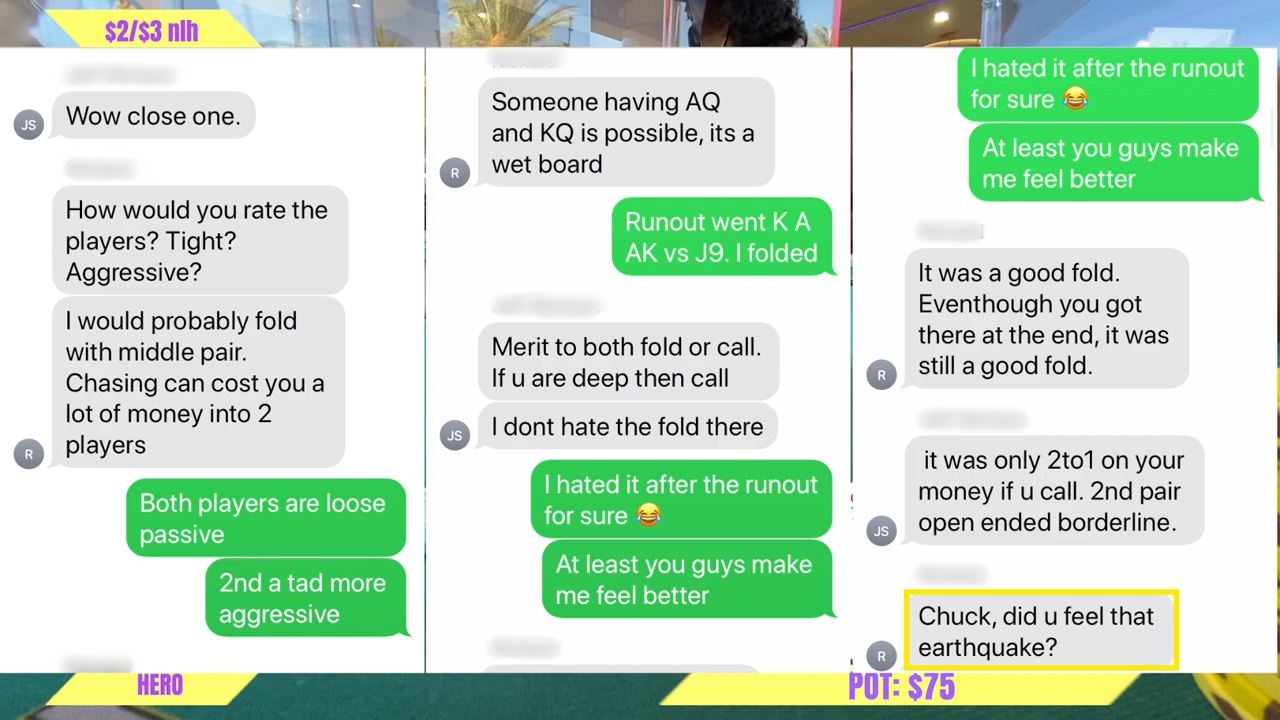 $2/$3 nlh
Wow close one.
JS
How would you rate the
players? Tight?
Aggressive?
I would probably fold
with middle pair.
Chasing can cost you a
lot of money into 2
players
R
Both players are loose
passive
2nd a tad more
aggressive
Someone having AQ
and KQ is possible, its a
wet board
R
Runout went K A
AK vs J9. I folded
Merit to both fold or call.
If u are deep then call
I dont hate the fold there
JS
I hated it after the runout
for sure 😂
At least you guys make
me feel better
I hated it after the runout
for sure 😂
At least you guys make
me feel better
It was a good fold.
Eventhough you got
there at the end, it was
still a good fold.
R
it was only 2to1 on your
money if u call. 2nd pair
open ended borderline.
JS
Chuck, did u feel that
earthquake?
R
HERO
POT: $75